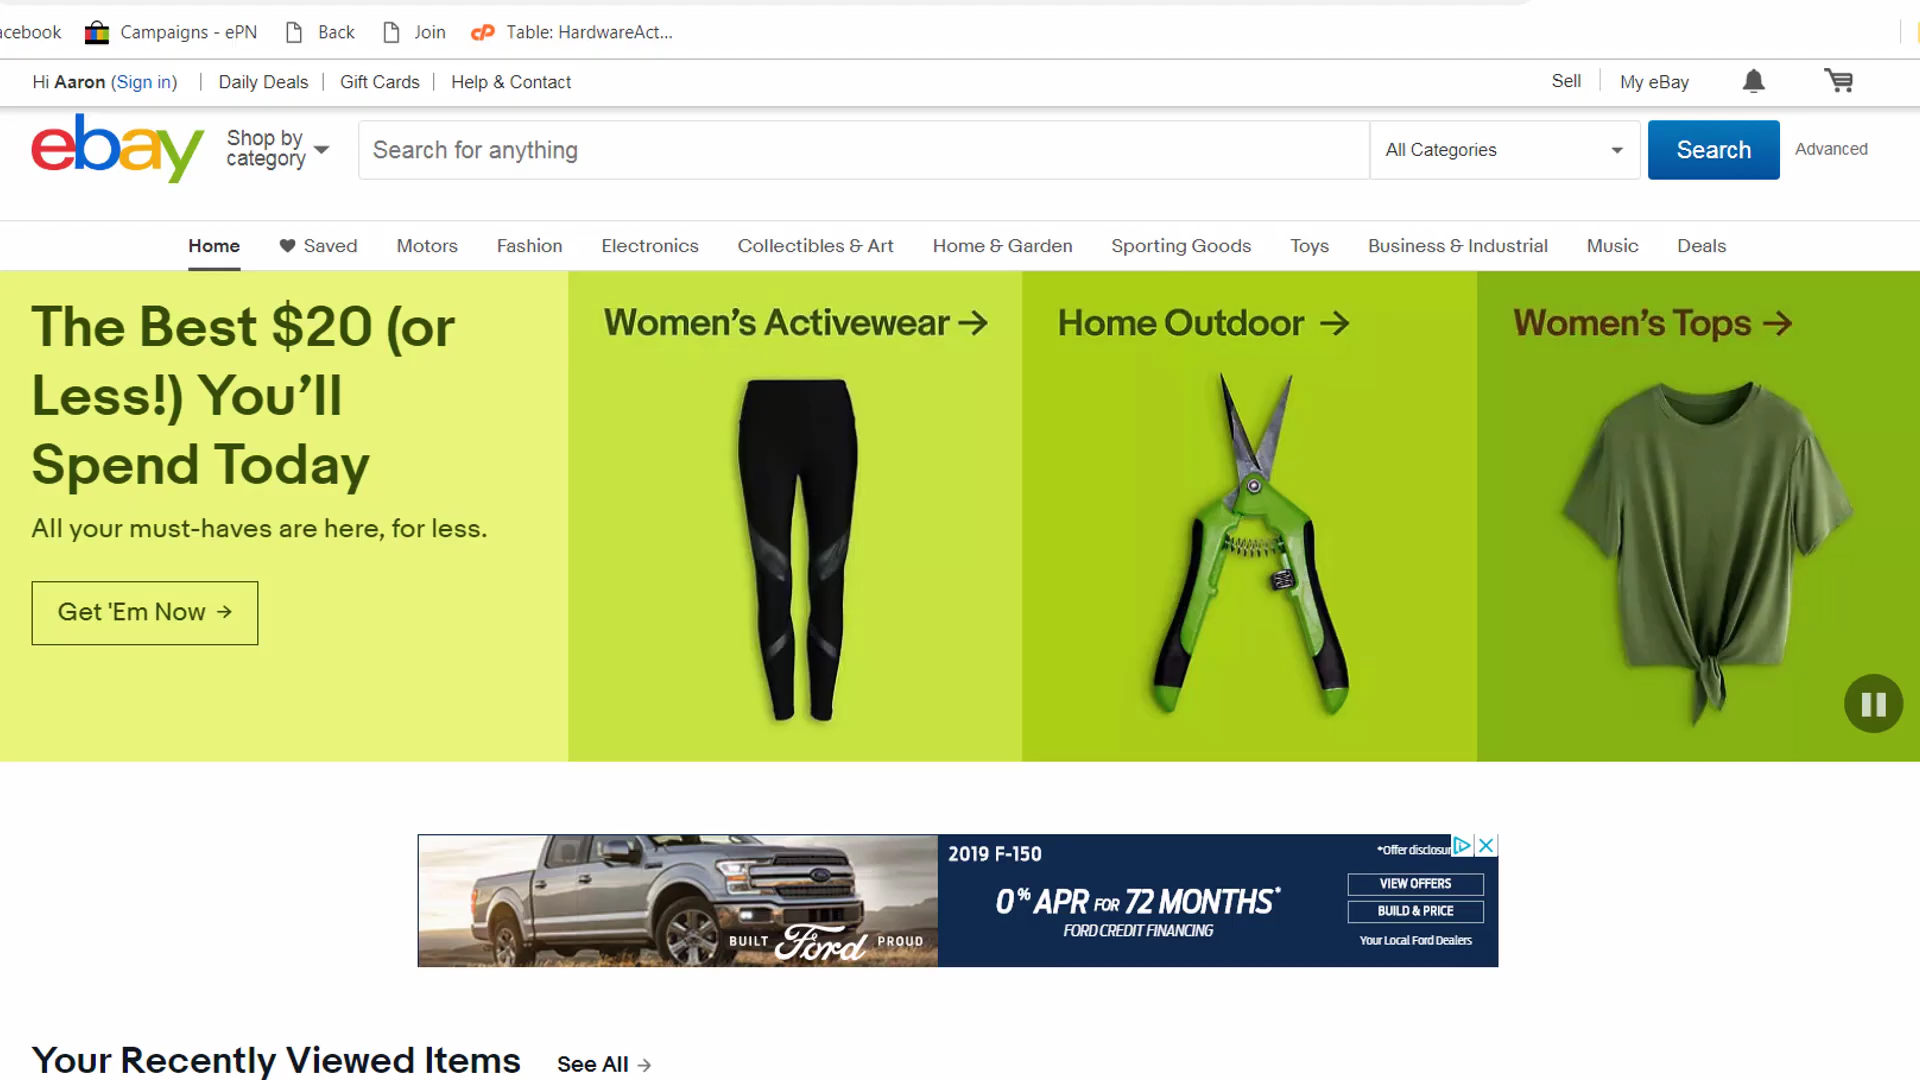 acebook Campaigns - ePN Back Join Table: HardwareAct...
Hi Aaron (Sign in) Daily Deals Gift Cards Help & Contact Sell My eBay
ebay Shop by category Search for anything All Categories Search Advanced
Home Saved Motors Fashion Electronics Collectibles & Art Home & Garden Sporting Goods Toys Business & Industrial Music Deals
The Best $20 (or
Less!) You'll
Spend Today
All your must-haves are here, for less.
Get 'Em Now →
Women's Activewear →
Home Outdoor →
Women's Tops →
BUILT Ford PROUD
2019 F-150
0% APR FOR 72 MONTHS*
FORD CREDIT FINANCING
*Offer disclosur
VIEW OFFERS
BUILD & PRICE
Your Local Ford Dealers
Your Recently Viewed Items See All →